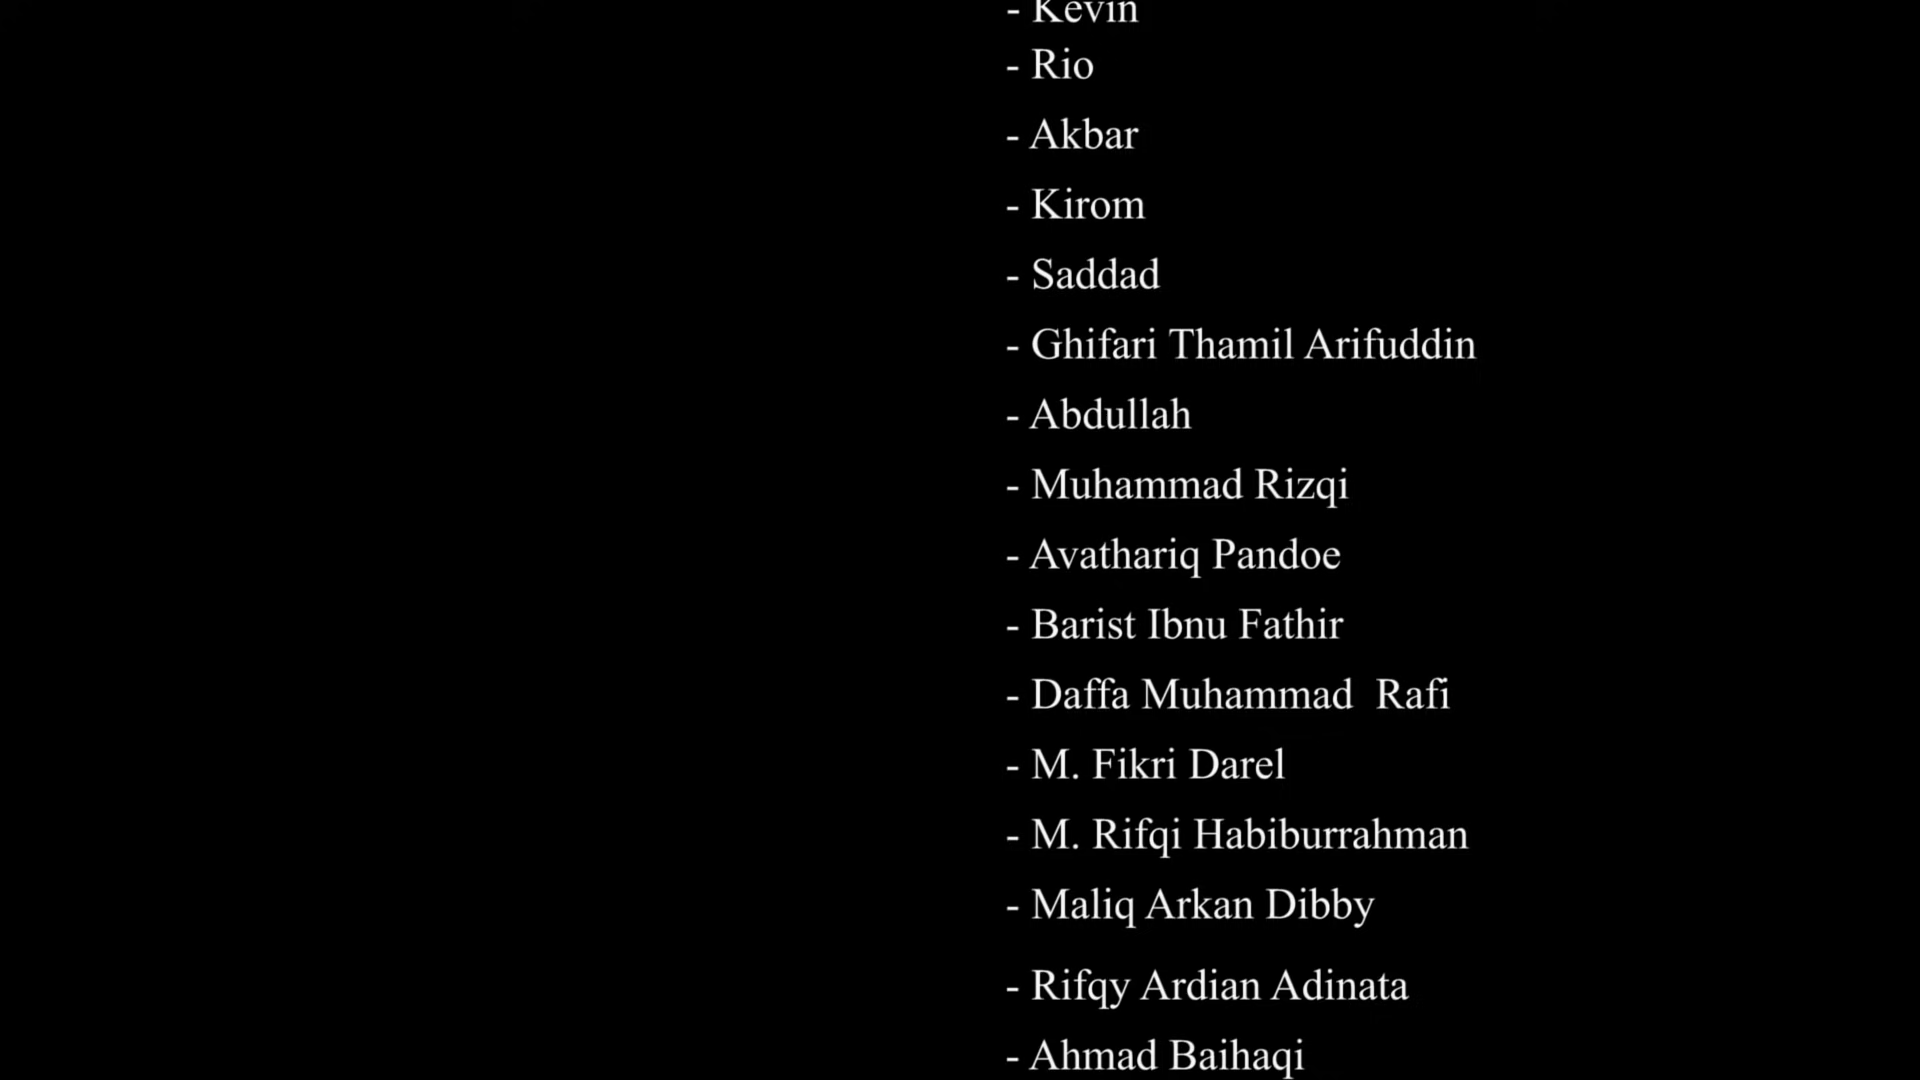 - Kevin
- Rio
- Akbar
- Kirom
- Saddad
- Ghifari Thamil Arifuddin
- Abdullah
- Muhammad Rizqi
- Avathariq Pandoe
- Barist Ibnu Fathir
- Daffa Muhammad  Rafi
- M. Fikri Darel
- M. Rifqi Habiburrahman
- Maliq Arkan Dibby
- Rifqy Ardian Adinata
- Ahmad Baihaqi